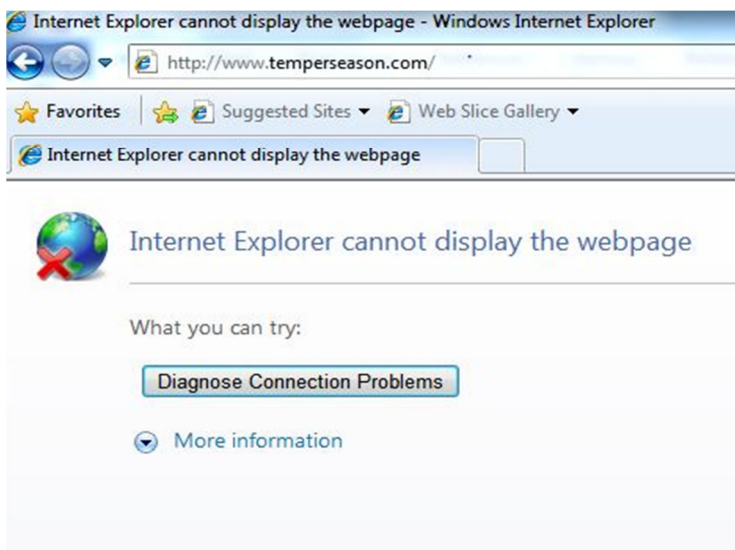 Internet Explorer cannot display the webpage - Windows Internet Explorer
http://www.temperseason.com/
Favorites Suggested Sites Web Slice Gallery
Internet Explorer cannot display the webpage
Internet Explorer cannot display the webpage
What you can try:
Diagnose Connection Problems
More information